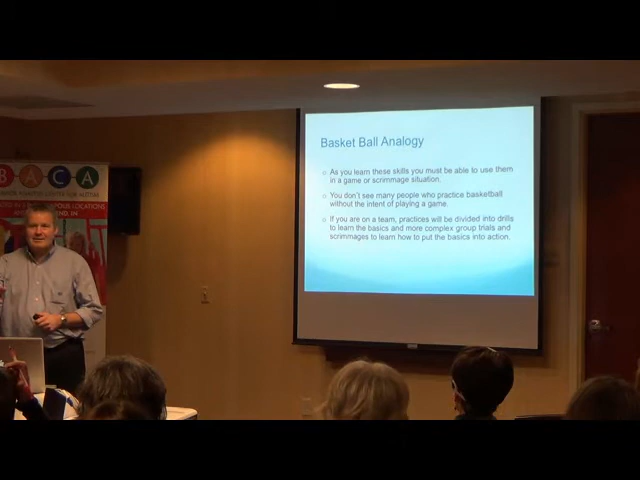 BACA
Basket Ball Analogy
As you learn these skills you must be able to use them
in a game or scrimmage situation.
You don't see many people who practice basketball
without the intent of playing a game.
If you are on a team, practices will be divided into drills
to learn the basics and more complex group trials and
scrimmages to learn how to put the basics into action.